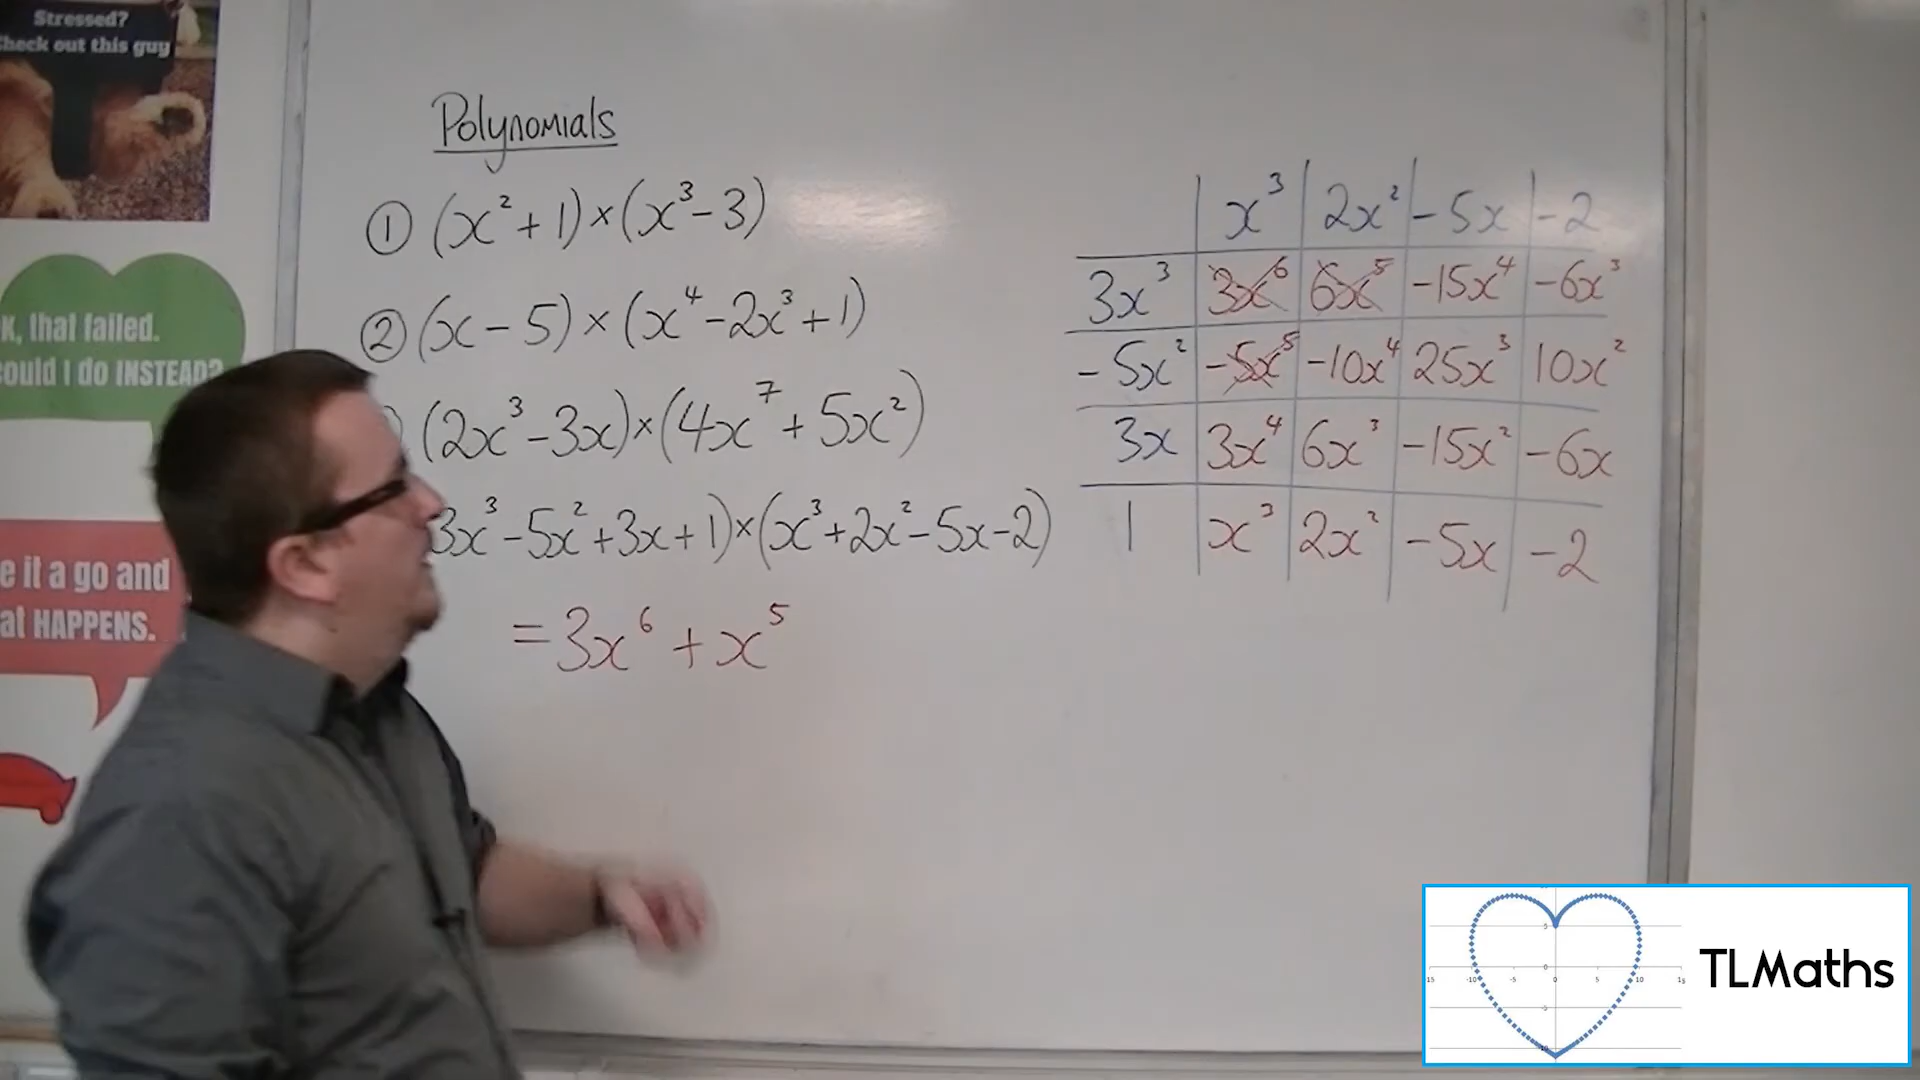 Stressed?
Check out this guy
K, that failed.
ould I do INSTEAD?
e it a go and
at HAPPENS.
Polynomials
① (x²+1)×(x³-3)
② (x-5)×(x⁴-2x³+1)
(2x³-3x)×(4x⁷+5x²)
3x³-5x²+3x+1)×(x³+2x²-5x-2)
=3x⁶+x⁵
x³ 2x² -5x -2
3x³ 3x⁶ 6x⁵ -15x⁴ -6x³
-5x² -5x⁵ -10x⁴ 25x³ 10x²
3x 3x⁴ 6x³ -15x² -6x
1 x³ 2x² -5x -2
TLMaths